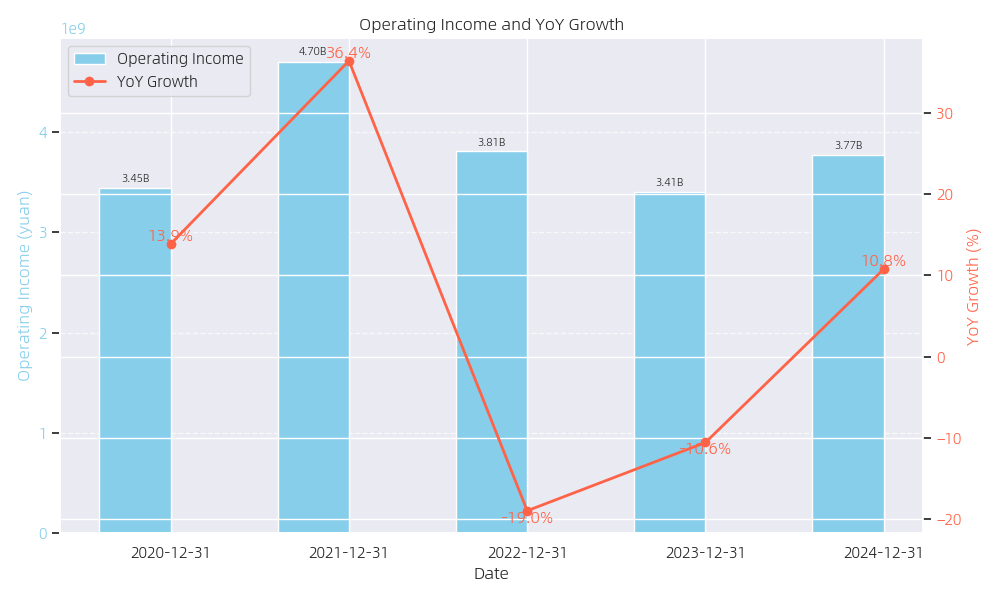 Operating Income and YoY Growth
1e9
Operating Income
YoY Growth
4.70B
36.4%
3.81B
3.77B
3.45B
3.41B
13.9%
10.8%
-10.6%
-19.0%
Operating Income (yuan)
4
3
2
1
0
YoY Growth (%)
30
20
10
0
−10
−20
2020-12-31
2021-12-31
2022-12-31
2023-12-31
2024-12-31
Date